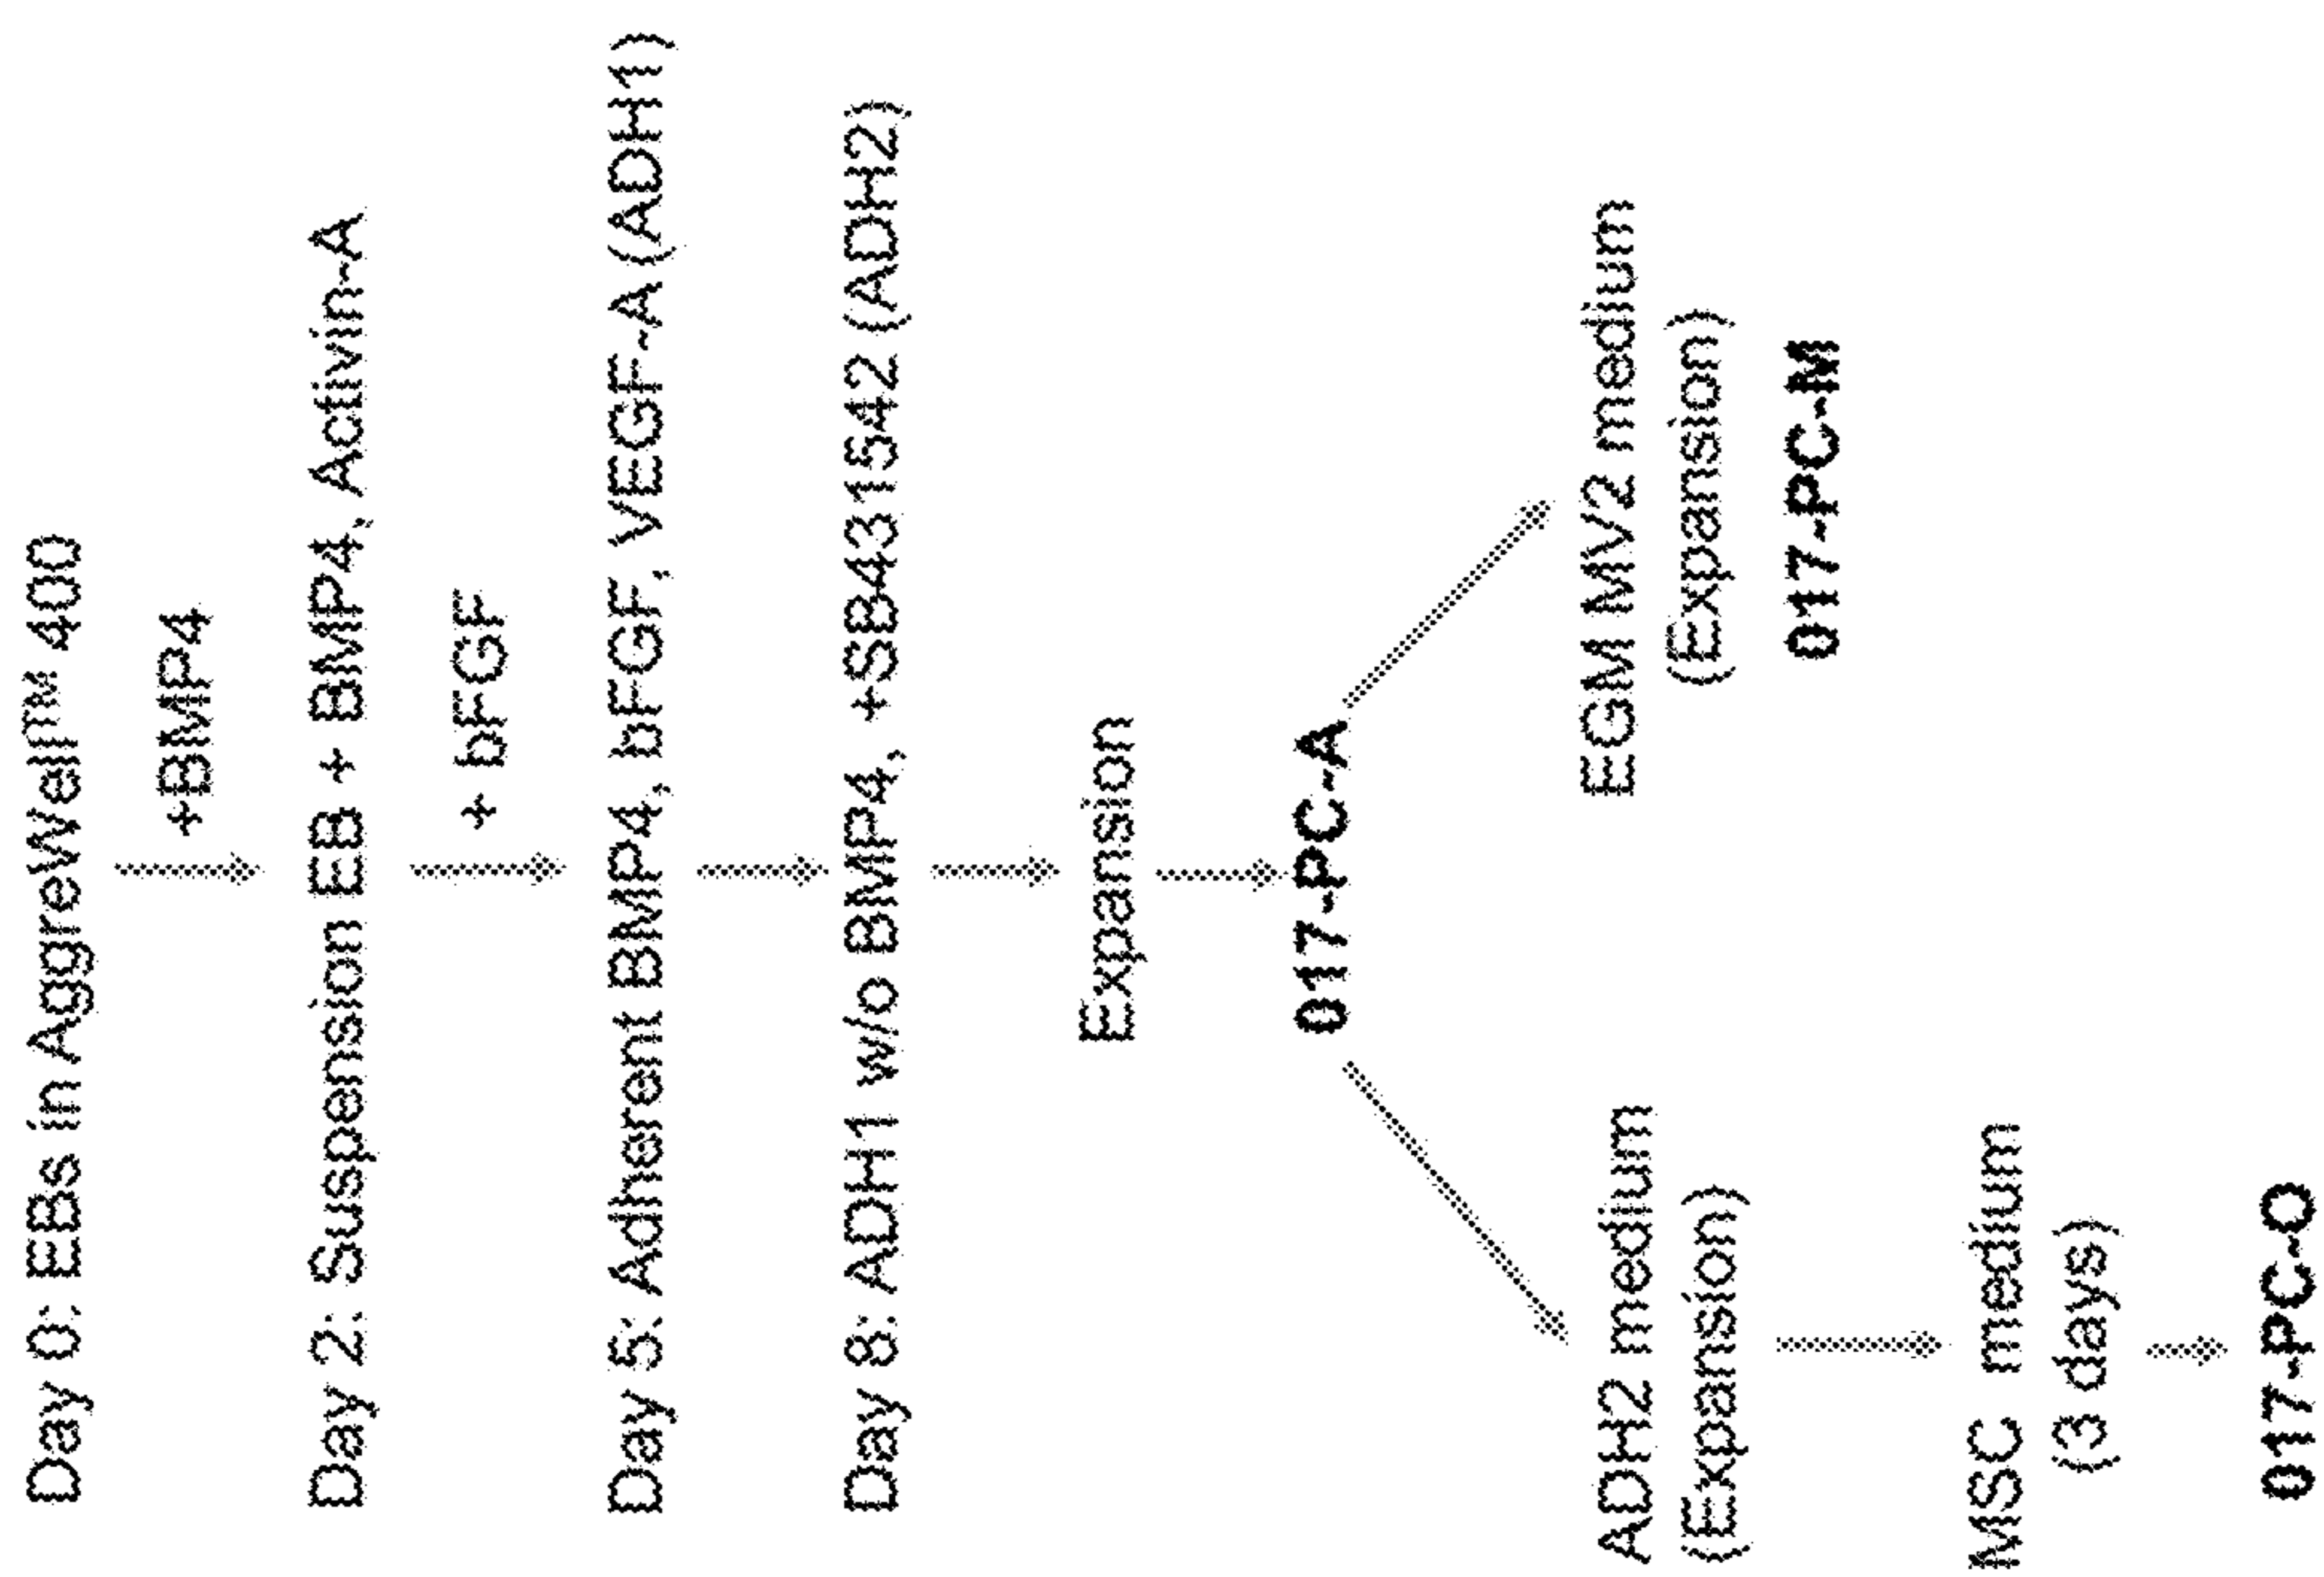 Day 0: EBs in AggreWell™ 400
+BMP4
Day 2: Suspension EB + BMP4, Activin-A
+ bFGF
Day 5: Adherent BMP4, bFGF, VEGF-A (ADH1)
Day 8: ADH1 w/o BMP4, +SB431542 (ADH2)
Expansion
017-PC-A
ADH2 medium
(Expansion)
MSC medium
(3 days)
017-PC-O
EGM MV2 medium
(Expansion)
017-PC-M